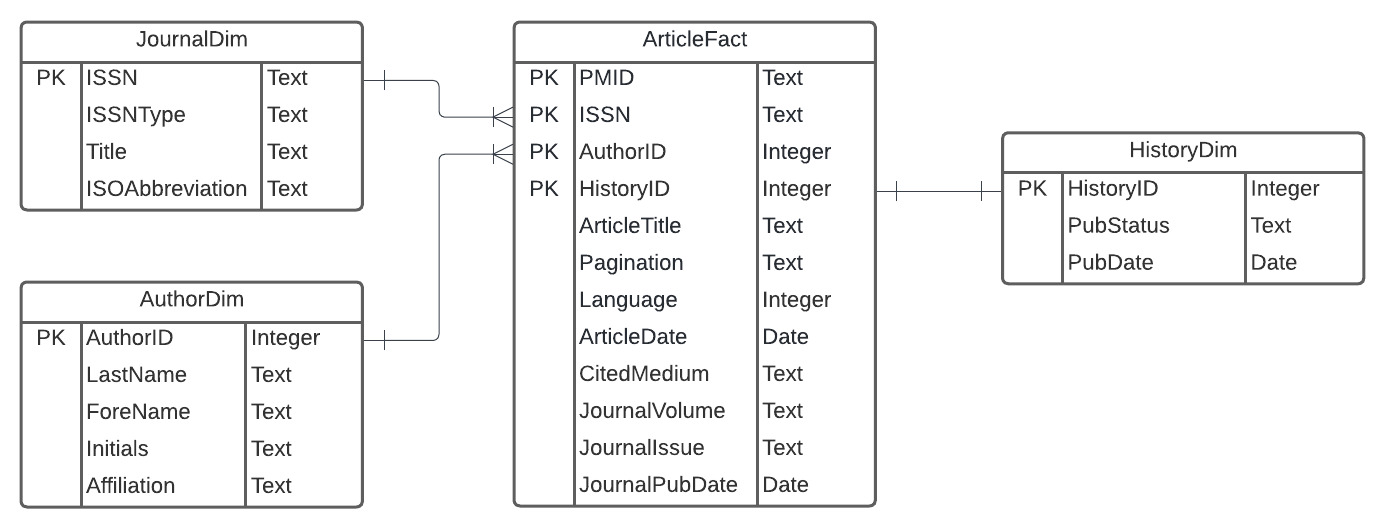 JournalDim
PK ISSN Text
ISSNType Text
Title Text
ISOAbbreviation Text
AuthorDim
PK AuthorID Integer
LastName Text
ForeName Text
Initials Text
Affiliation Text
ArticleFact
PK PMID Text
PK ISSN Text
PK AuthorID Integer
PK HistoryID Integer
ArticleTitle Text
Pagination Text
Language Integer
ArticleDate Date
CitedMedium Text
JournalVolume Text
JournalIssue Text
JournalPubDate Date
HistoryDim
PK HistoryID Integer
PubStatus Text
PubDate Date